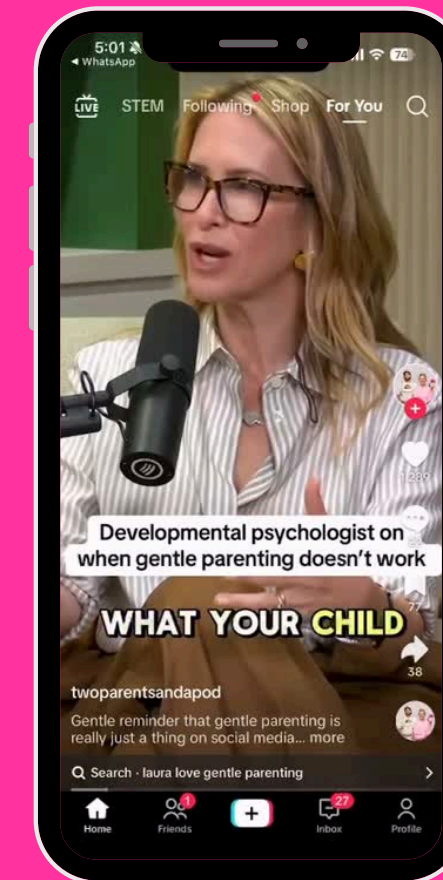 5:01
74
WhatsApp
LIVE
STEM Following Shop For You
1,289
Developmental psychologist on
when gentle parenting doesn't work
77
WHAT YOUR CHILD
38
twoparentsandapod
Gentle reminder that gentle parenting is
really just a thing on social media... more
Search · laura love gentle parenting
1
27
Home
Friends
Inbox
Profile